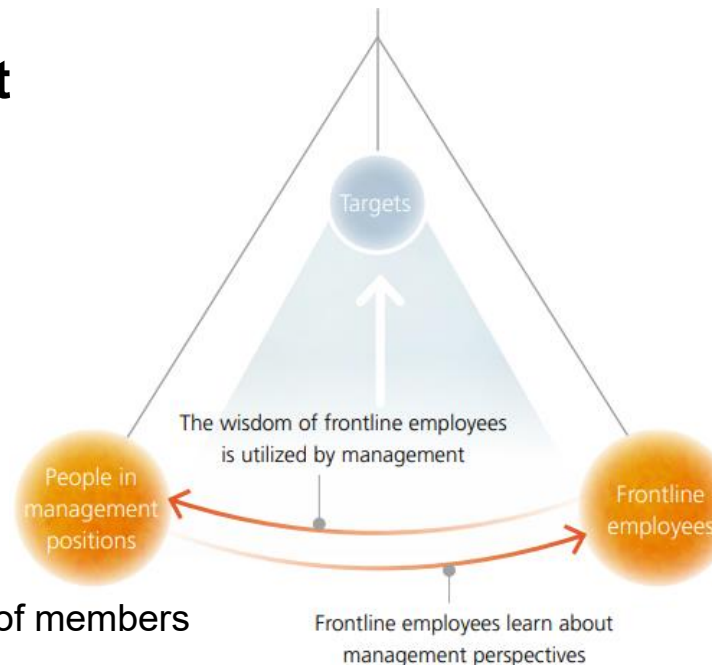 t
Targets
The wisdom of frontline employees
is utilized by management
People in
management
positions
Frontline
employees
of members
Frontline employees learn about
management perspectives